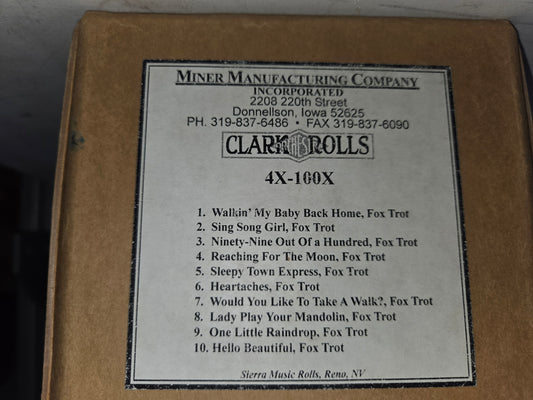 MINER MANUFACTURING COMPANY
INCORPORATED
2208 220th Street
Donnellson, Iowa 52625
PH. 319-837-6486 • FAX 319-837-6090
CLARK ORCHESTRA ROLLS
4X-100X
1. Walkin' My Baby Back Home, Fox Trot
2. Sing Song Girl, Fox Trot
3. Ninety-Nine Out Of a Hundred, Fox Trot
4. Reaching For The Moon, Fox Trot
5. Sleepy Town Express, Fox Trot
6. Heartaches, Fox Trot
7. Would You Like To Take A Walk?, Fox Trot
8. Lady Play Your Mandolin, Fox Trot
9. One Little Raindrop, Fox Trot
10. Hello Beautiful, Fox Trot
Sierra Music Rolls, Reno, NV